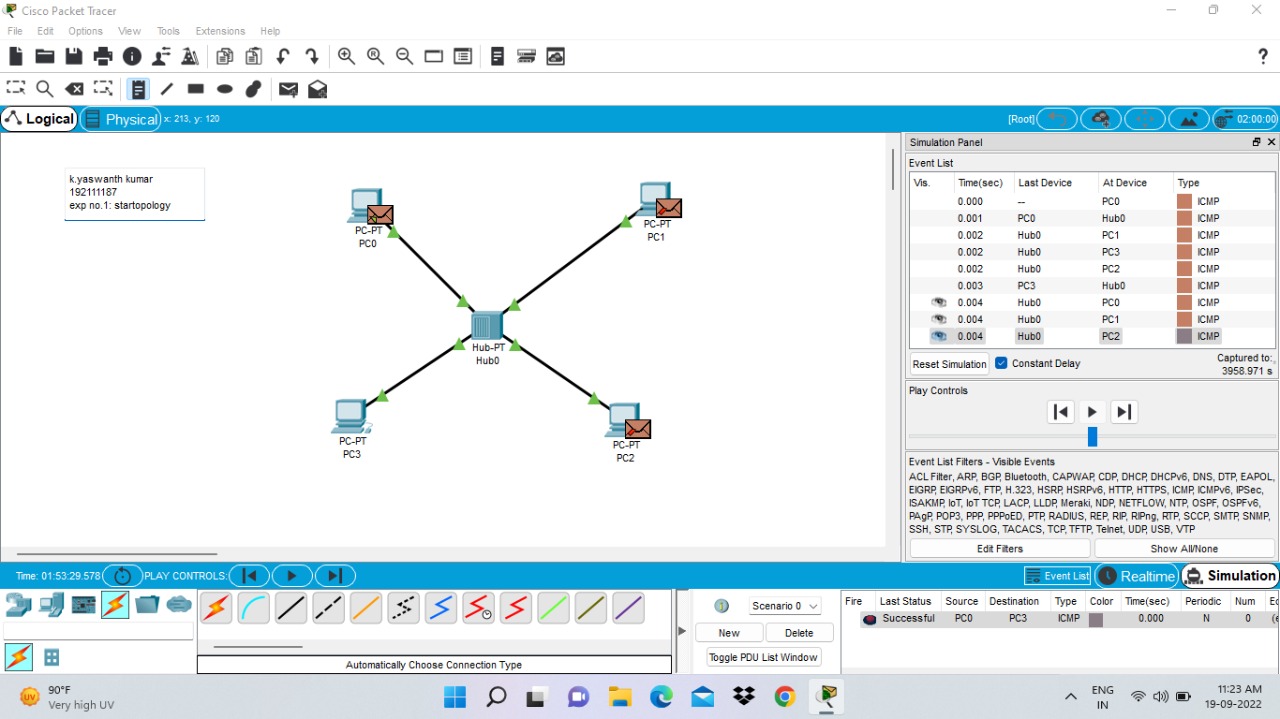 Cisco Packet Tracer
File Edit Options View Tools Extensions Help
?
Logical Physical x: 213, y: 120 [Root] 02:00:00
k.yaswanth kumar
192111187
exp no.1: startopology
PC-PT
PC0
PC-PT
PC1
Hub-PT
Hub0
PC-PT
PC3
PC-PT
PC2
Simulation Panel
Event List
Vis. Time(sec) Last Device At Device Type
0.000 -- PC0 ICMP
0.001 PC0 Hub0 ICMP
0.002 Hub0 PC1 ICMP
0.002 Hub0 PC3 ICMP
0.002 Hub0 PC2 ICMP
0.003 PC3 Hub0 ICMP
0.004 Hub0 PC0 ICMP
0.004 Hub0 PC1 ICMP
0.004 Hub0 PC2 ICMP
Reset Simulation Constant Delay Captured to:
3958.971 s
Play Controls
Event List Filters - Visible Events
ACL Filter, ARP, BGP, Bluetooth, CAPWAP, CDP, DHCP, DHCPv6, DNS, DTP, EAPOL,
EIGRP, EIGRPv6, FTP, H.323, HSRP, HSRPv6, HTTP, HTTPS, ICMP, ICMPv6, IPSec,
ISAKMP, IoT, IoT TCP, LACP, LLDP, Meraki, NDP, NETFLOW, NTP, OSPF, OSPFv6,
PAgP, POP3, PPP, PPPoED, PTP, RADIUS, REP, RIP, RIPng, RTP, SCCP, SMTP, SNMP,
SSH, STP, SYSLOG, TACACS, TCP, TFTP, Telnet, UDP, USB, VTP
Edit Filters Show All/None
Time: 01:53:29.578 PLAY CONTROLS: Event List Realtime Simulation
Scenario 0
New Delete
Toggle PDU List Window
Automatically Choose Connection Type
Fire Last Status Source Destination Type Color Time(sec) Periodic Num
Successful PC0 PC3 ICMP 0.000 N 0
90°F
Very high UV
ENG
IN
11:23 AM
19-09-2022